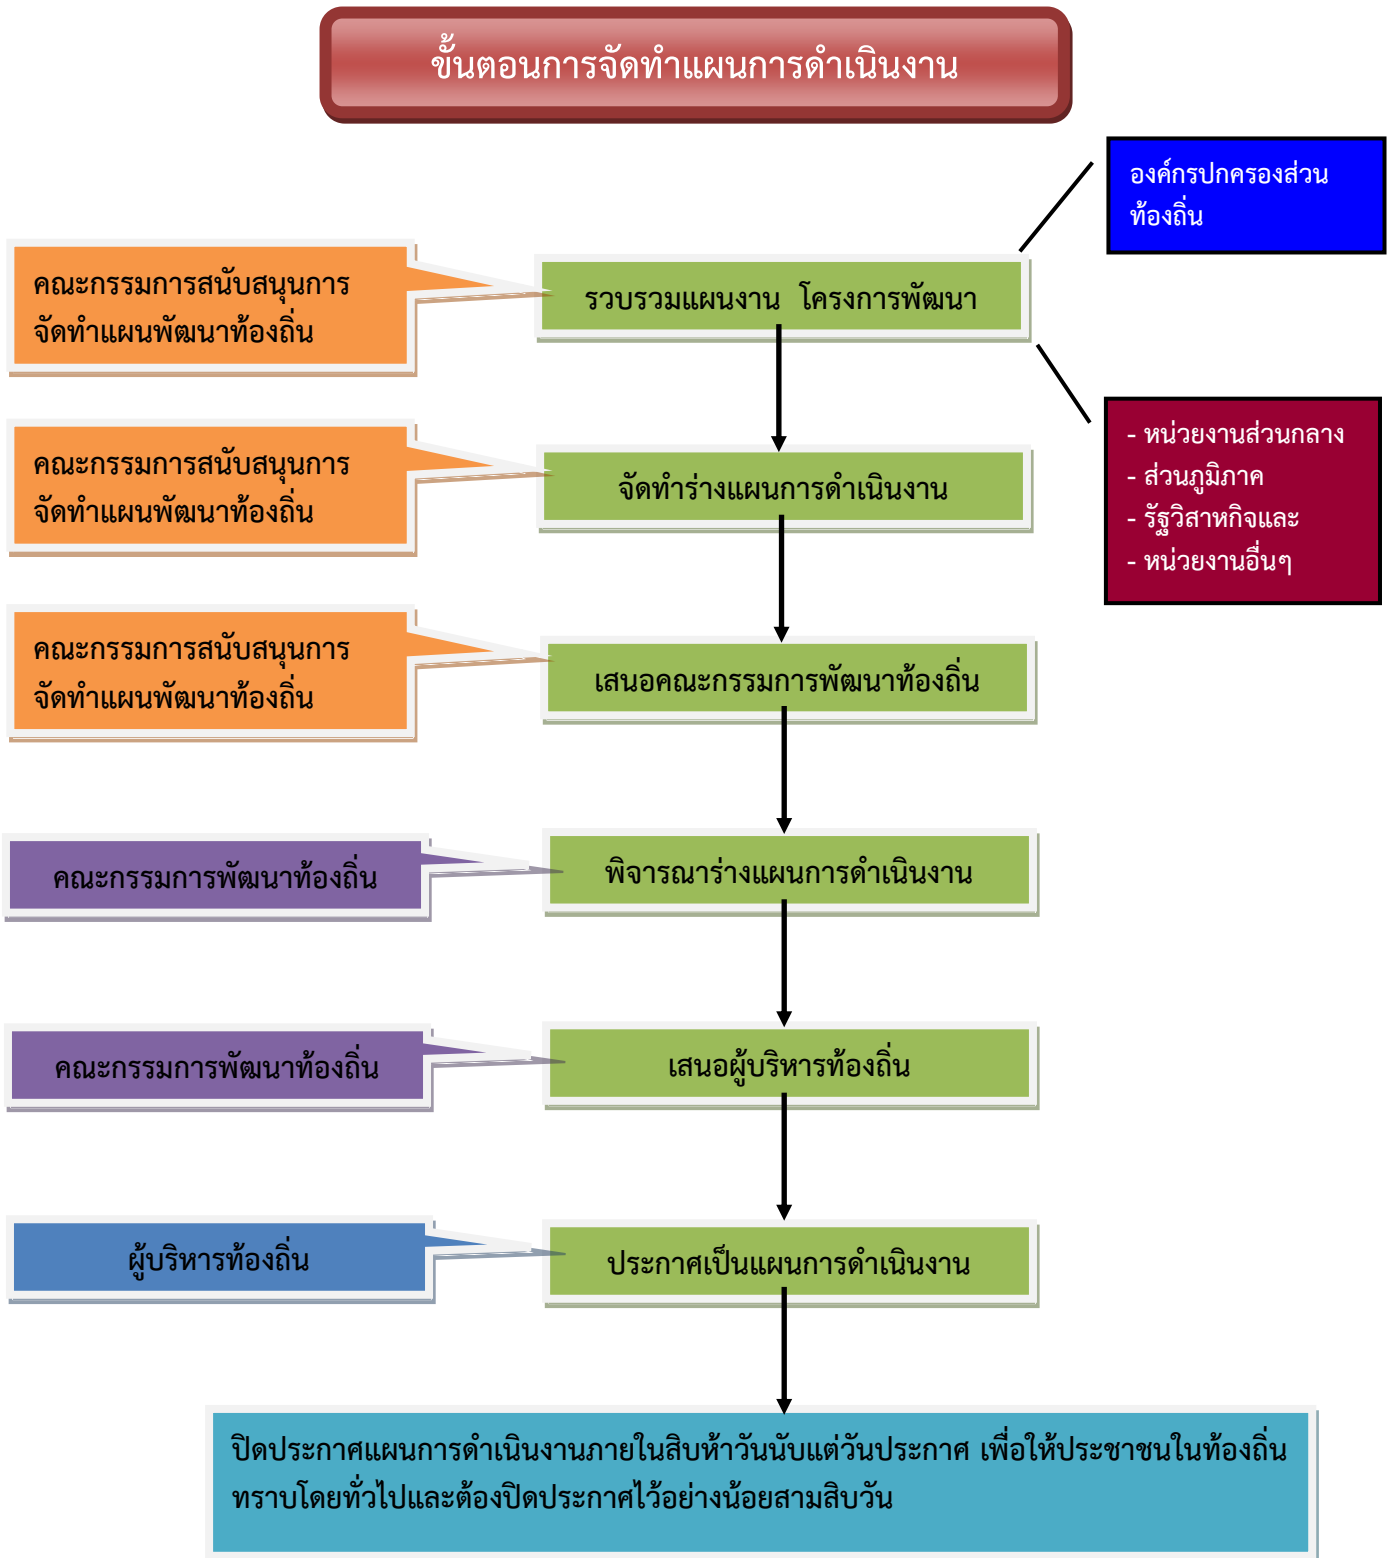 ขั้นตอนการจัดทำแผนการดำเนินงาน
องค์กรปกครองส่วน
ท้องถิ่น
คณะกรรมการสนับสนุนการ
จัดทำแผนพัฒนาท้องถิ่น
รวบรวมแผนงาน โครงการพัฒนา
- หน่วยงานส่วนกลาง
- ส่วนภูมิภาค
- รัฐวิสาหกิจและ
- หน่วยงานอื่นๆ
คณะกรรมการสนับสนุนการ
จัดทำแผนพัฒนาท้องถิ่น
จัดทำร่างแผนการดำเนินงาน
คณะกรรมการสนับสนุนการ
จัดทำแผนพัฒนาท้องถิ่น
เสนอคณะกรรมการพัฒนาท้องถิ่น
คณะกรรมการพัฒนาท้องถิ่น
พิจารณาร่างแผนการดำเนินงาน
คณะกรรมการพัฒนาท้องถิ่น
เสนอผู้บริหารท้องถิ่น
ผู้บริหารท้องถิ่น
ประกาศเป็นแผนการดำเนินงาน
ปิดประกาศแผนการดำเนินงานภายในสิบห้าวันนับแต่วันประกาศ เพื่อให้ประชาชนในท้องถิ่น
ทราบโดยทั่วไปและต้องปิดประกาศไว้อย่างน้อยสามสิบวัน